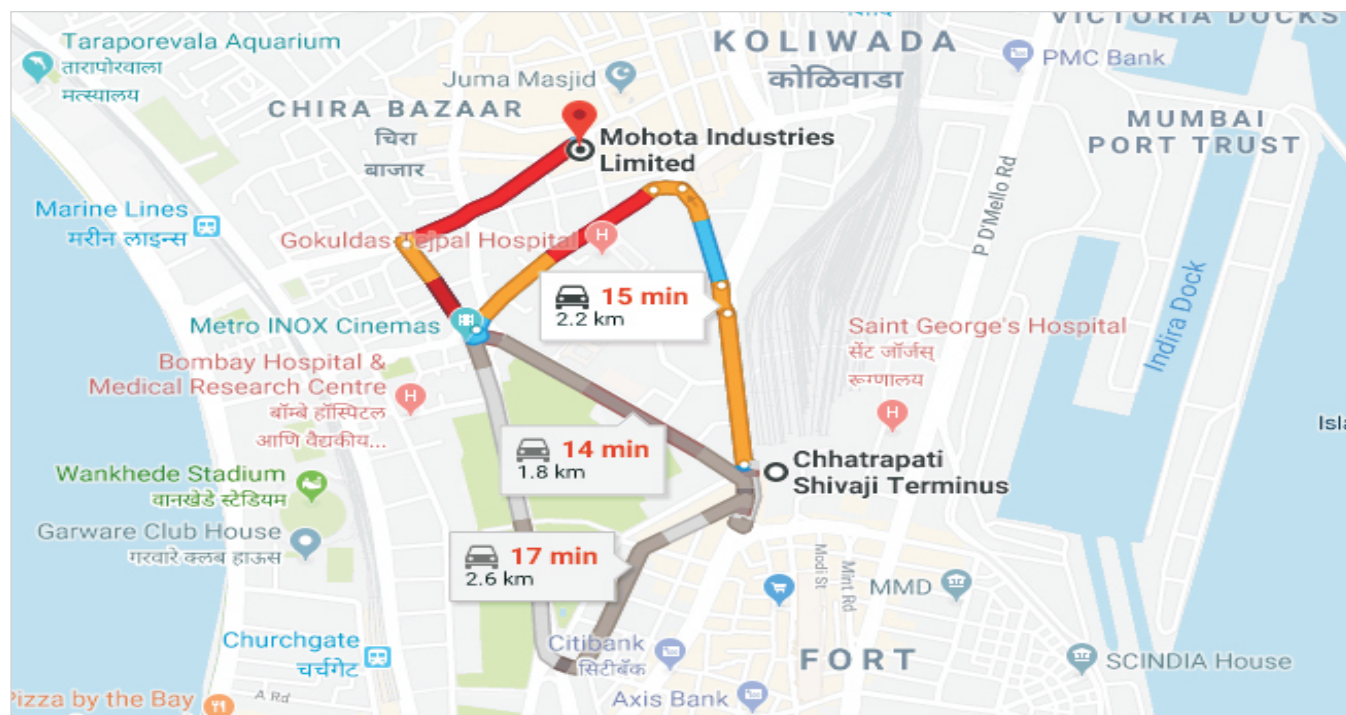 VICTORIA DOCKS
Taraporevala Aquarium
तारापोरवाला
मत्स्यालय
KOLIWADA
कोळिवाडा
PMC Bank
Juma Masjid
CHIRA BAZAAR
चिरा
बाजार
MUMBAI
PORT TRUST
Mohota Industries
Limited
P D'Mello Rd
Marine Lines
मरीन लाइन्स
Gokuldas Tejpal Hospital
H
15 min
2.2 km
Indira Dock
Metro INOX Cinemas
Saint George's Hospital
सेंट जॉर्जस्
रूग्णालय
H
Bombay Hospital &
Medical Research Centre
बॉम्बे हॉस्पिटल
आणि वैद्यकीय...
H
14 min
1.8 km
Chhatrapati
Shivaji Terminus
Wankhede Stadium
वानखेडे स्टेडियम
Garware Club House
गरवारे क्लब हाऊस
17 min
2.6 km
Modi St
Mint Rd
MMD
Churchgate
चर्चगेट
Citibank
सिटीबँक
FORT
SCINDIA House
Pizza by the Bay
A Rd
Axis Bank